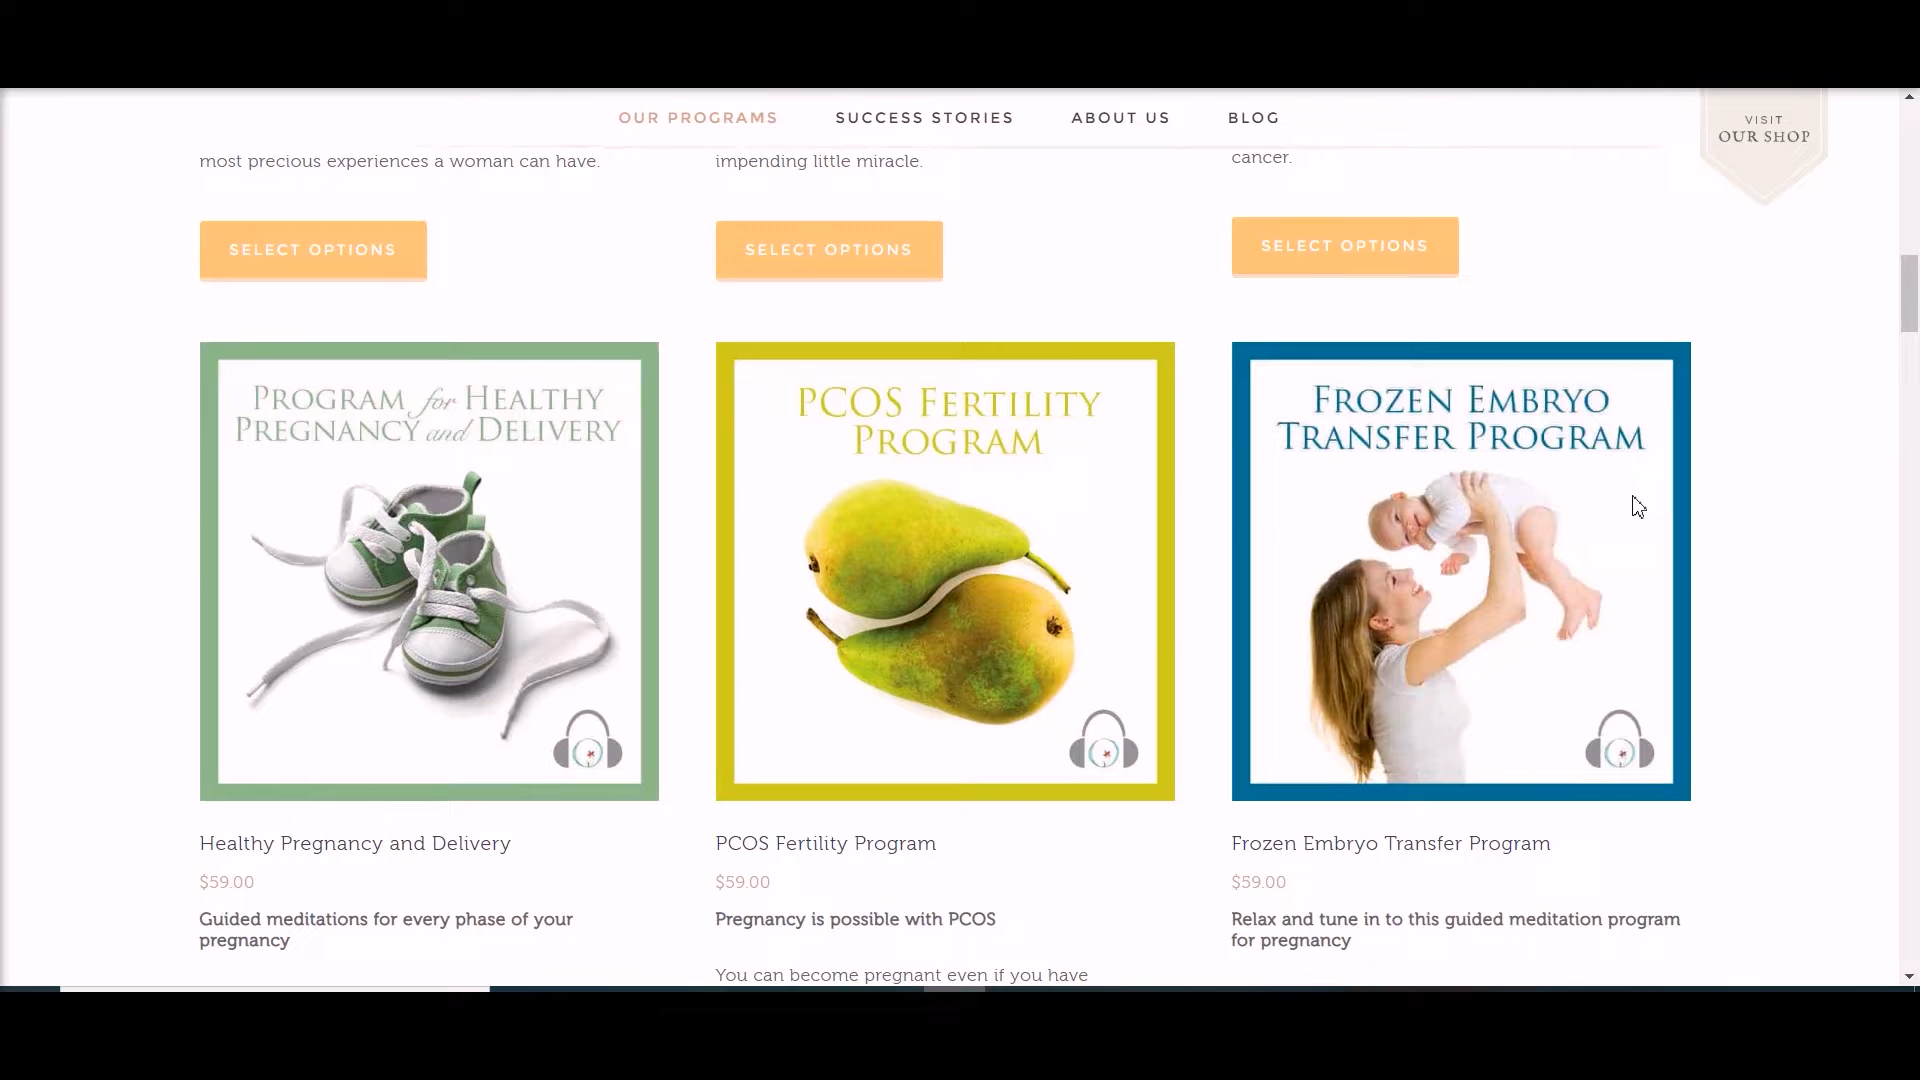 OUR PROGRAMS
SUCCESS STORIES
ABOUT US
BLOG
VISIT
OUR SHOP
most precious experiences a woman can have.
impending little miracle.
cancer.
SELECT OPTIONS
SELECT OPTIONS
SELECT OPTIONS
PROGRAM for HEALTHY
PREGNANCY and DELIVERY
PCOS FERTILITY
PROGRAM
FROZEN EMBRYO
TRANSFER PROGRAM
Healthy Pregnancy and Delivery
$59.00
Guided meditations for every phase of your
pregnancy
PCOS Fertility Program
$59.00
Pregnancy is possible with PCOS
You can become pregnant even if you have
Frozen Embryo Transfer Program
$59.00
Relax and tune in to this guided meditation program
for pregnancy